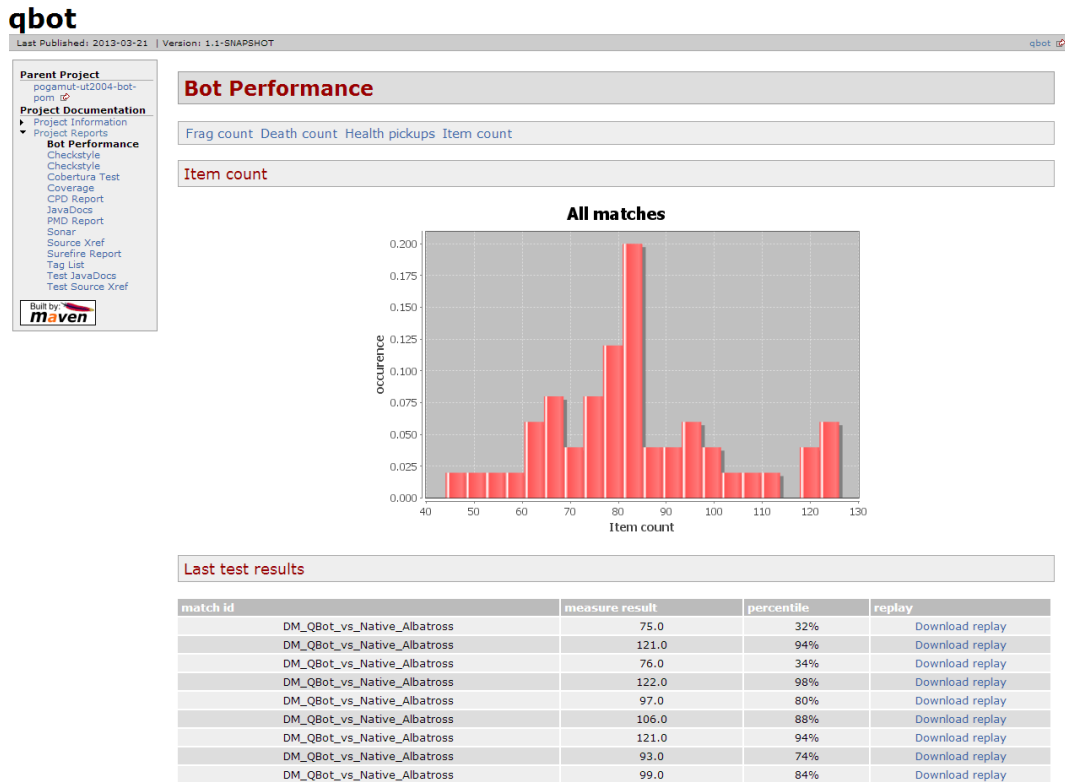 qbot
Last Published: 2013-03-21 | Version: 1.1-SNAPSHOT
qbot
Parent Project
pogamut-ut2004-bot-
pom
Project Documentation
Project Information
Project Reports
Bot Performance
Checkstyle
Checkstyle
Cobertura Test
Coverage
CPD Report
JavaDocs
PMD Report
Sonar
Source Xref
Surefire Report
Tag List
Test JavaDocs
Test Source Xref
Built by:
maven
Bot Performance
Frag count Death count Health pickups Item count
Item count
All matches
occurence
0.200
0.175
0.150
0.125
0.100
0.075
0.050
0.025
0.000
40 50 60 70 80 90 100 110 120 130
Item count
Last test results
match id measure result percentile replay
DM_QBot_vs_Native_Albatross 75.0 32% Download replay
DM_QBot_vs_Native_Albatross 121.0 94% Download replay
DM_QBot_vs_Native_Albatross 76.0 34% Download replay
DM_QBot_vs_Native_Albatross 122.0 98% Download replay
DM_QBot_vs_Native_Albatross 97.0 80% Download replay
DM_QBot_vs_Native_Albatross 106.0 88% Download replay
DM_QBot_vs_Native_Albatross 121.0 94% Download replay
DM_QBot_vs_Native_Albatross 93.0 74% Download replay
DM_QBot_vs_Native_Albatross 99.0 84% Download replay